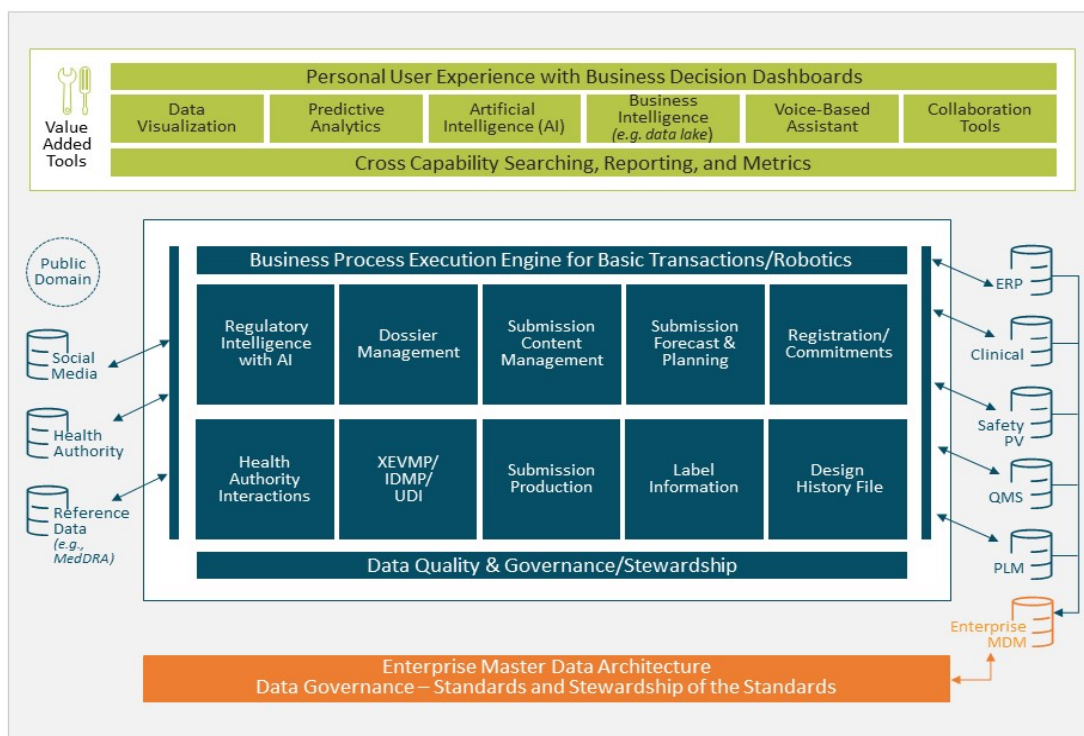 Value
Added
Tools
Personal User Experience with Business Decision Dashboards
Data
Visualization
Predictive
Analytics
Artificial
Intelligence (AI)
Business
Intelligence
(e.g. data lake)
Voice-Based
Assistant
Collaboration
Tools
Cross Capability Searching, Reporting, and Metrics
Public
Domain
Social
Media
Health
Authority
Reference
Data
(e.g.,
MedDRA)
Business Process Execution Engine for Basic Transactions/Robotics
Regulatory
Intelligence
with AI
Dossier
Management
Submission
Content
Management
Submission
Forecast &
Planning
Registration/
Commitments
Health
Authority
Interactions
XEVMP/
IDMP/
UDI
Submission
Production
Label
Information
Design
History File
Data Quality & Governance/Stewardship
ERP
Clinical
Safety
PV
QMS
PLM
Enterprise
MDM
Enterprise Master Data Architecture
Data Governance – Standards and Stewardship of the Standards